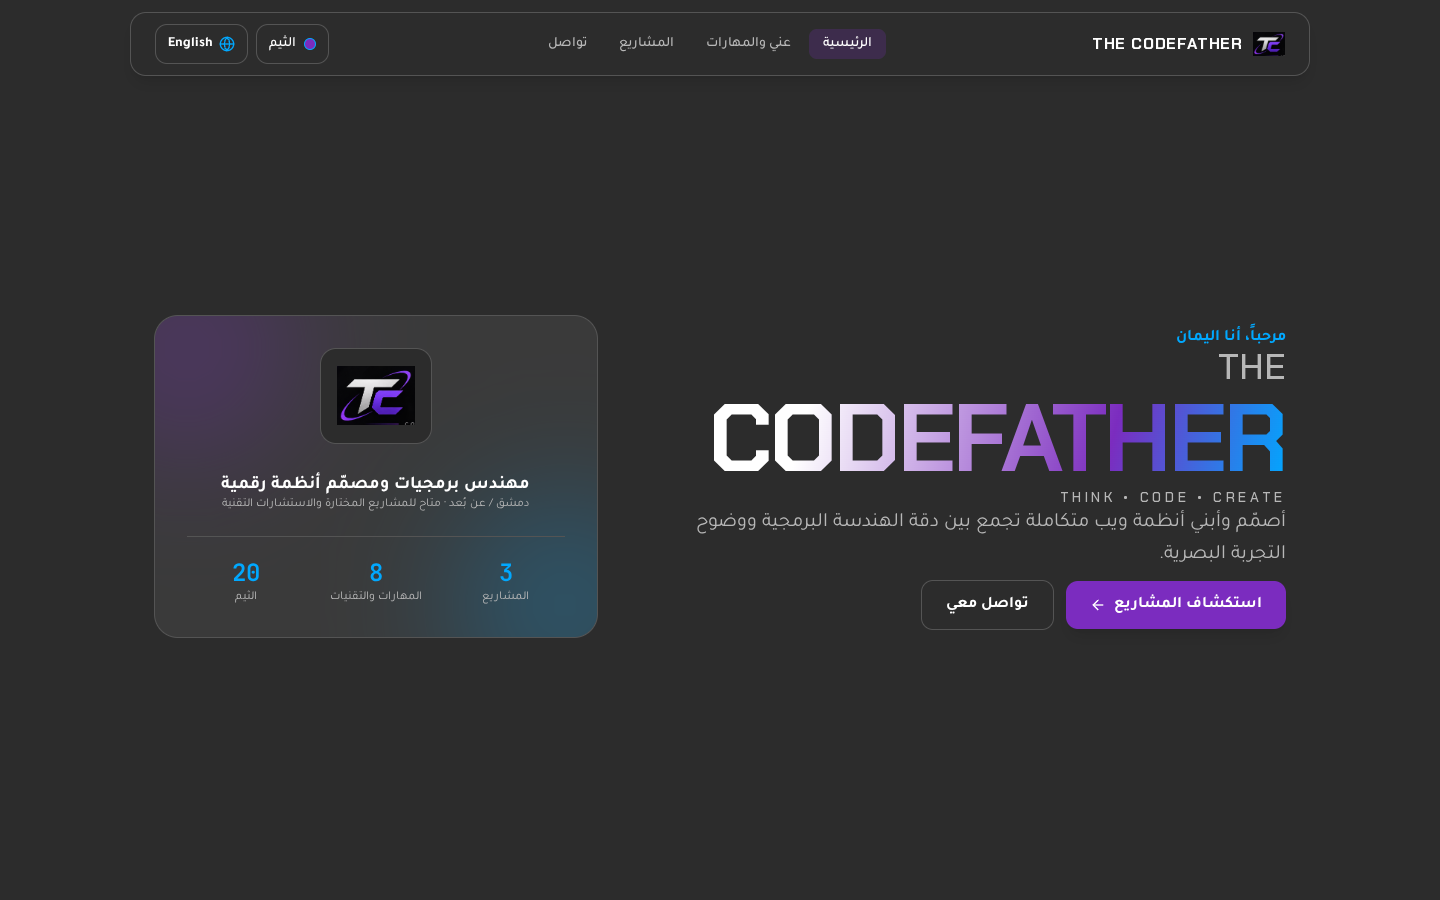 THE CODEFATHER
الرئيسية
عني والمهارات
المشاريع
تواصل
الثيم
English
مرحباً، أنا اليمان
THE
CODEFATHER
THINK • CODE • CREATE
أصمّم وأبني أنظمة ويب متكاملة تجمع بين دقة الهندسة البرمجية ووضوح
التجربة البصرية.
استكشاف المشاريع ←
تواصل معي
TC
مهندس برمجيات ومصمّم أنظمة رقمية
دمشق / عن بُعد · متاح للمشاريع المختارة والاستشارات التقنية
3
المشاريع
8
المهارات والتقنيات
20
الثيم